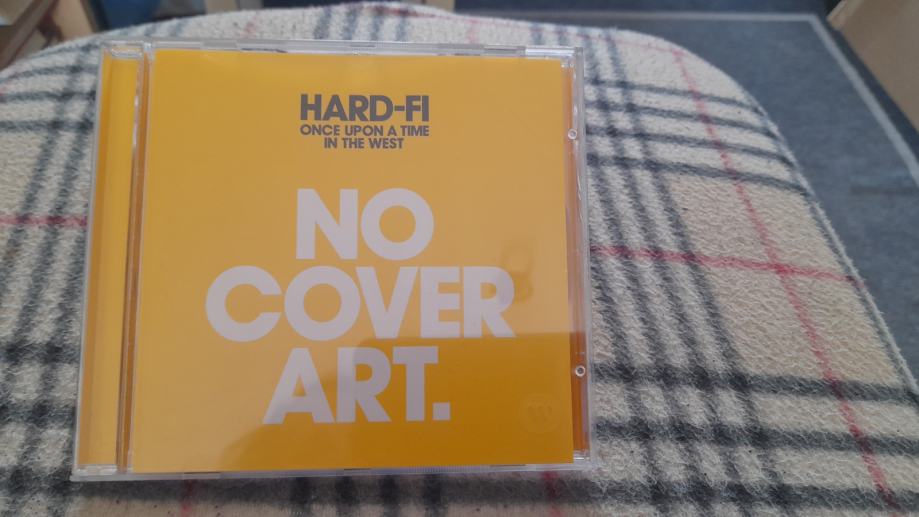 HARD-FI
ONCE UPON A TIME
IN THE WEST
NO
COVER
ART.